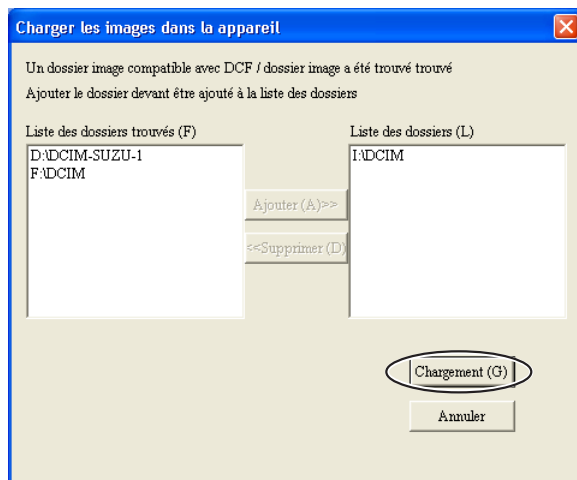 Charger les images dans la appareil
Un dossier image compatible avec DCF / dossier image a été trouvé trouvé
Ajouter le dossier devant être ajouté à la liste des dossiers
Liste des dossiers trouvés (F)
D:\DCIM-SUZU-1
F:\DCIM
Ajouter (A)>>
<<Supprimer (D)
Liste des dossiers (L)
I:\DCIM
Chargement (G)
Annuler